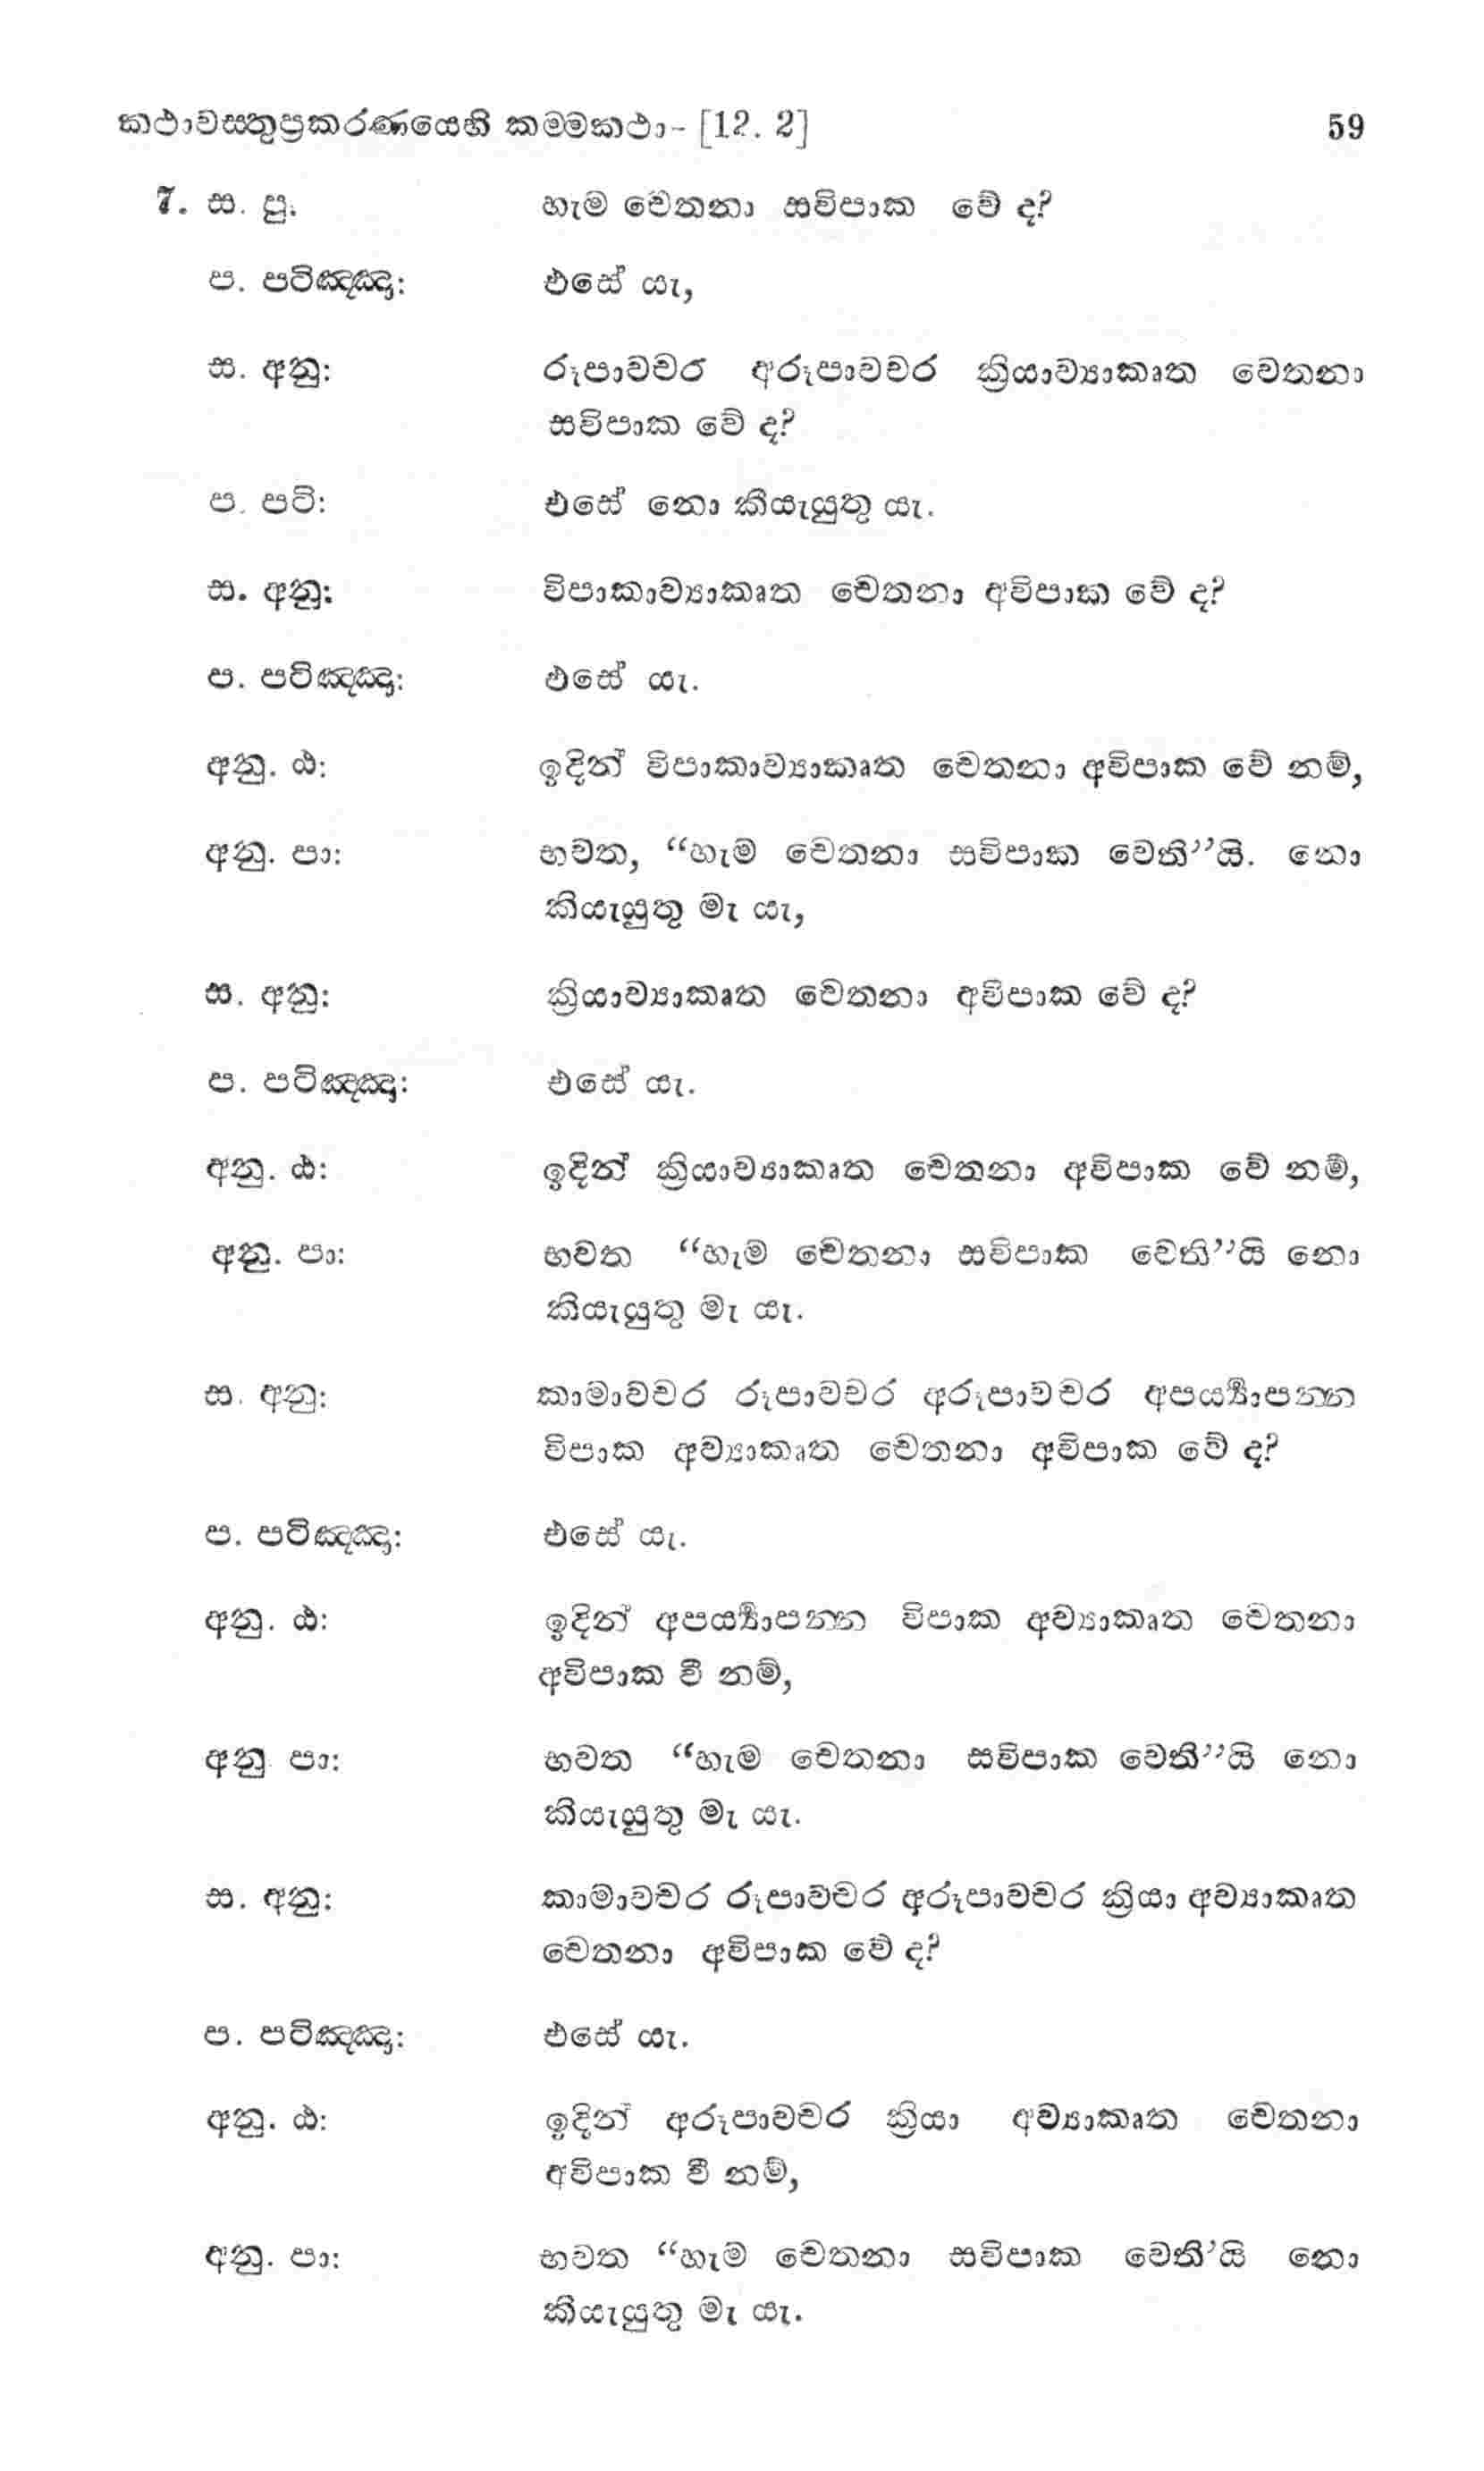 කථාවස‍්තුප්‍රකරණයෙහි කම‍්මකථා- [12. 2] 59
7. ස. පු: හැම චේතනා සවිපාක වේ ද?
ප. පටිඤ‍්ඤා: එසේ යැ,
ස. අනු: රූපාවචර අරූපාවචර ක්‍රියාව්‍යාකෘත චෙතනා
සවිපාක වේ ද?
ප. පටි: එසේ නො කියැයුතු යැ.
ස. අනු: විපාකාව්‍යාකෘත චෙතනා අවිපාක වේ ද?
ප. පටිඤ‍්ඤා: එසේ යැ.
අනු. ඨ: ඉදින් විපාකාව්‍යාකෘත චෙතනා අවිපාක වේ නම්,
අනු. පා: භවත, “හැම චෙතනා සවිපාක වෙති”යි. නො
කියැයුතු මැ යැ,
ස. අනු: ක්‍රියාව්‍යාකෘත චෙතනා අවිපාක වේ ද?
ප. පටිඤ‍්ඤා: එසේ යැ.
අනු. ඨ: ඉදින් ක්‍රියාව්‍යාකෘත චෙතනා අවිපාක වේ නම්,
අනු. පා: භවත “හැම චෙතනා සවිපාක වෙති”යි නො
කියැයුතු මැ යැ.
ස. අනු: කාමාවචර රූපාවචර අරූපාවචර අපර්‍ය්‍යාපන‍්න
විපාක අව්‍යාකෘත චෙතනා අවිපාක වේ ද?
ප. පටිඤ‍්ඤා: එසේ යැ.
අනු. ඨ: ඉදින් අපර්‍ය්‍යාපන‍්න විපාක අව්‍යාකෘත චෙතනා
අවිපාක වී නම්,
අනු. පා: භවත “හැම චෙතනා සවිපාක වෙති”යි නො
කියැයුතු මැ යැ.
ස. අනු: කාමාවචර රූපාවචර අරූපාවචර ක්‍රියා අව්‍යාකෘත
චෙතනා අවිපාක වේ ද?
ප. පටිඤ‍්ඤා: එසේ යැ.
අනු. ඨ: ඉදින් අරූපාවචර ක්‍රියා අව්‍යාකෘත චෙතනා
අවිපාක වී නම්,
අනු. පා: භවත “හැම චෙතනා සවිපාක වෙති’යි නො
කියැයුතු මැ යැ.